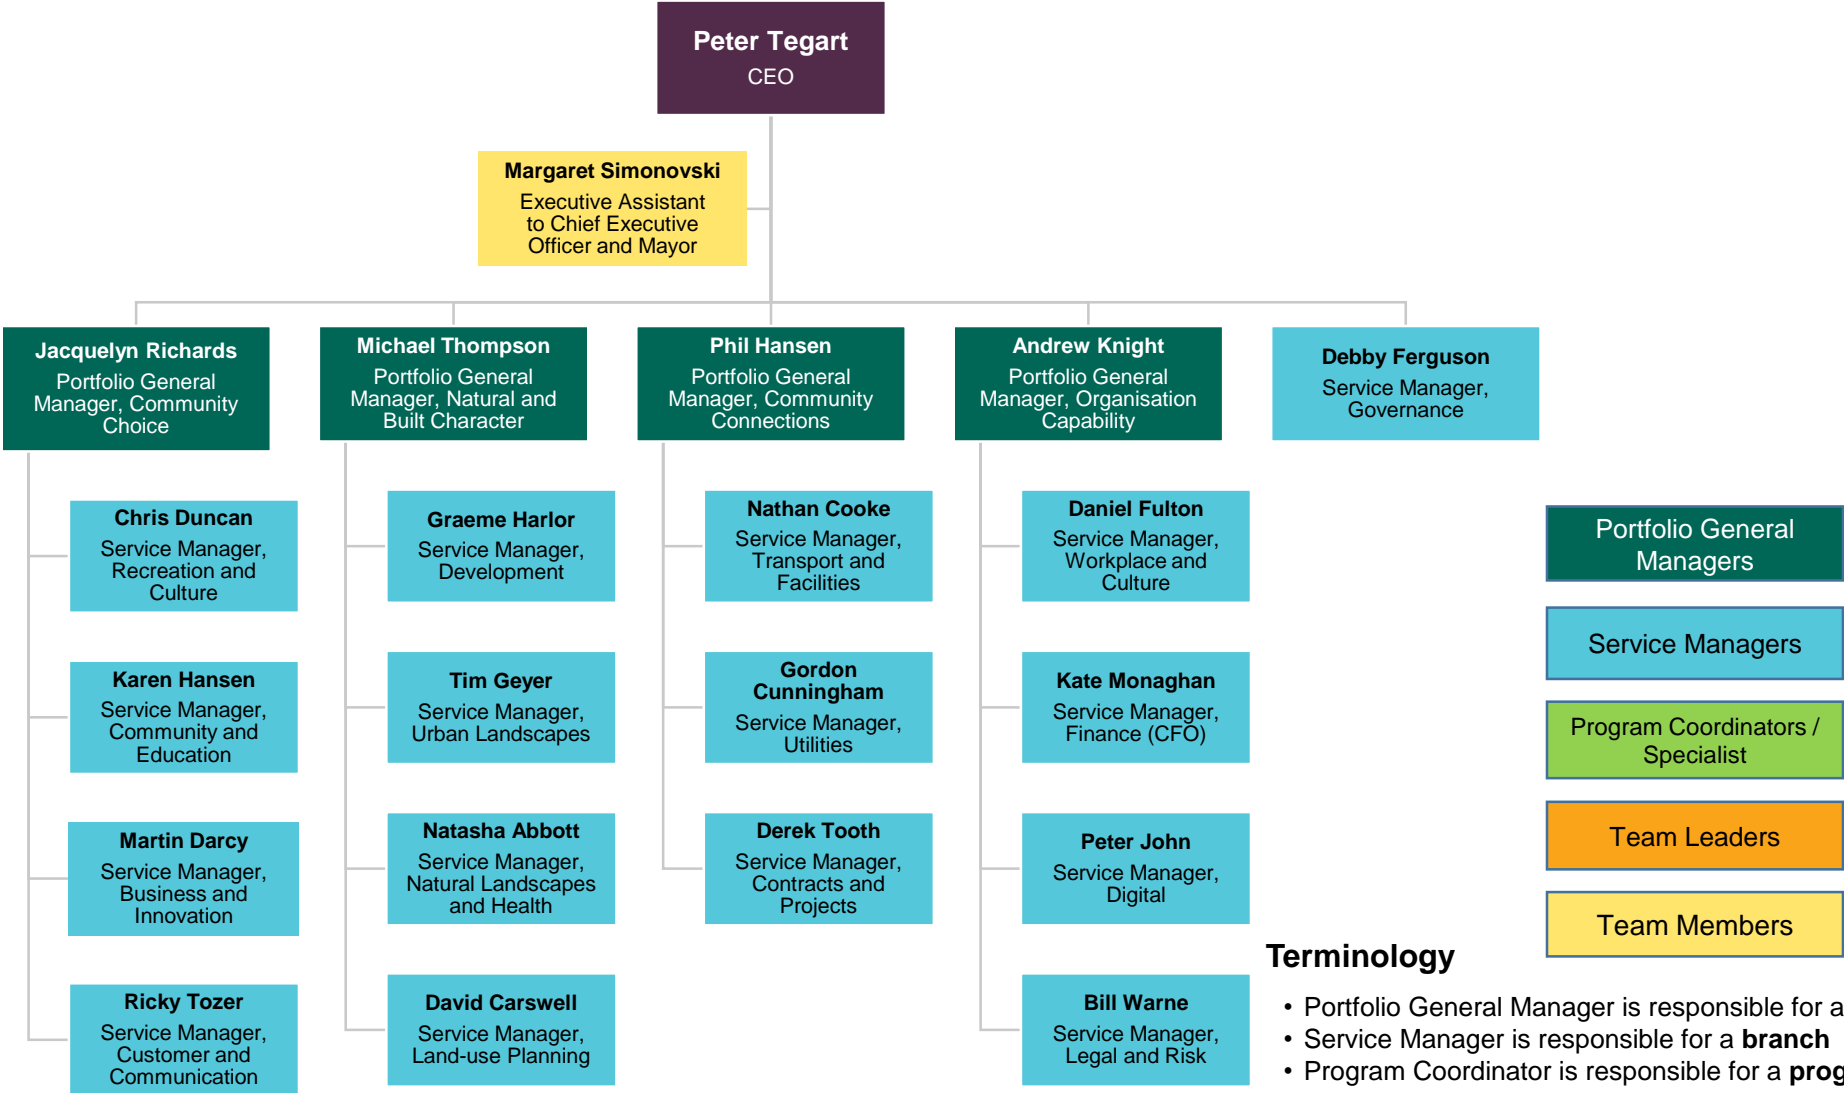 Peter Tegart
CEO
Margaret Simonovski
Executive Assistant
to Chief Executive
Officer and Mayor
Jacquelyn Richards
Portfolio General
Manager, Community
Choice
Michael Thompson
Portfolio General
Manager, Natural and
Built Character
Phil Hansen
Portfolio General
Manager, Community
Connections
Andrew Knight
Portfolio General
Manager, Organisation
Capability
Debby Ferguson
Service Manager,
Governance
Chris Duncan
Service Manager,
Recreation and
Culture
Karen Hansen
Service Manager,
Community and
Education
Martin Darcy
Service Manager,
Business and
Innovation
Ricky Tozer
Service Manager,
Customer and
Communication
Graeme Harlor
Service Manager,
Development
Tim Geyer
Service Manager,
Urban Landscapes
Natasha Abbott
Service Manager,
Natural Landscapes
and Health
David Carswell
Service Manager,
Land-use Planning
Nathan Cooke
Service Manager,
Transport and
Facilities
Gordon
Cunningham
Service Manager,
Utilities
Derek Tooth
Service Manager,
Contracts and
Projects
Daniel Fulton
Service Manager,
Workplace and
Culture
Kate Monaghan
Service Manager,
Finance (CFO)
Peter John
Service Manager,
Digital
Bill Warne
Service Manager,
Legal and Risk
Portfolio General
Managers
Service Managers
Program Coordinators /
Specialist
Team Leaders
Team Members
Terminology
• Portfolio General Manager is responsible for a
• Service Manager is responsible for a branch
• Program Coordinator is responsible for a prog